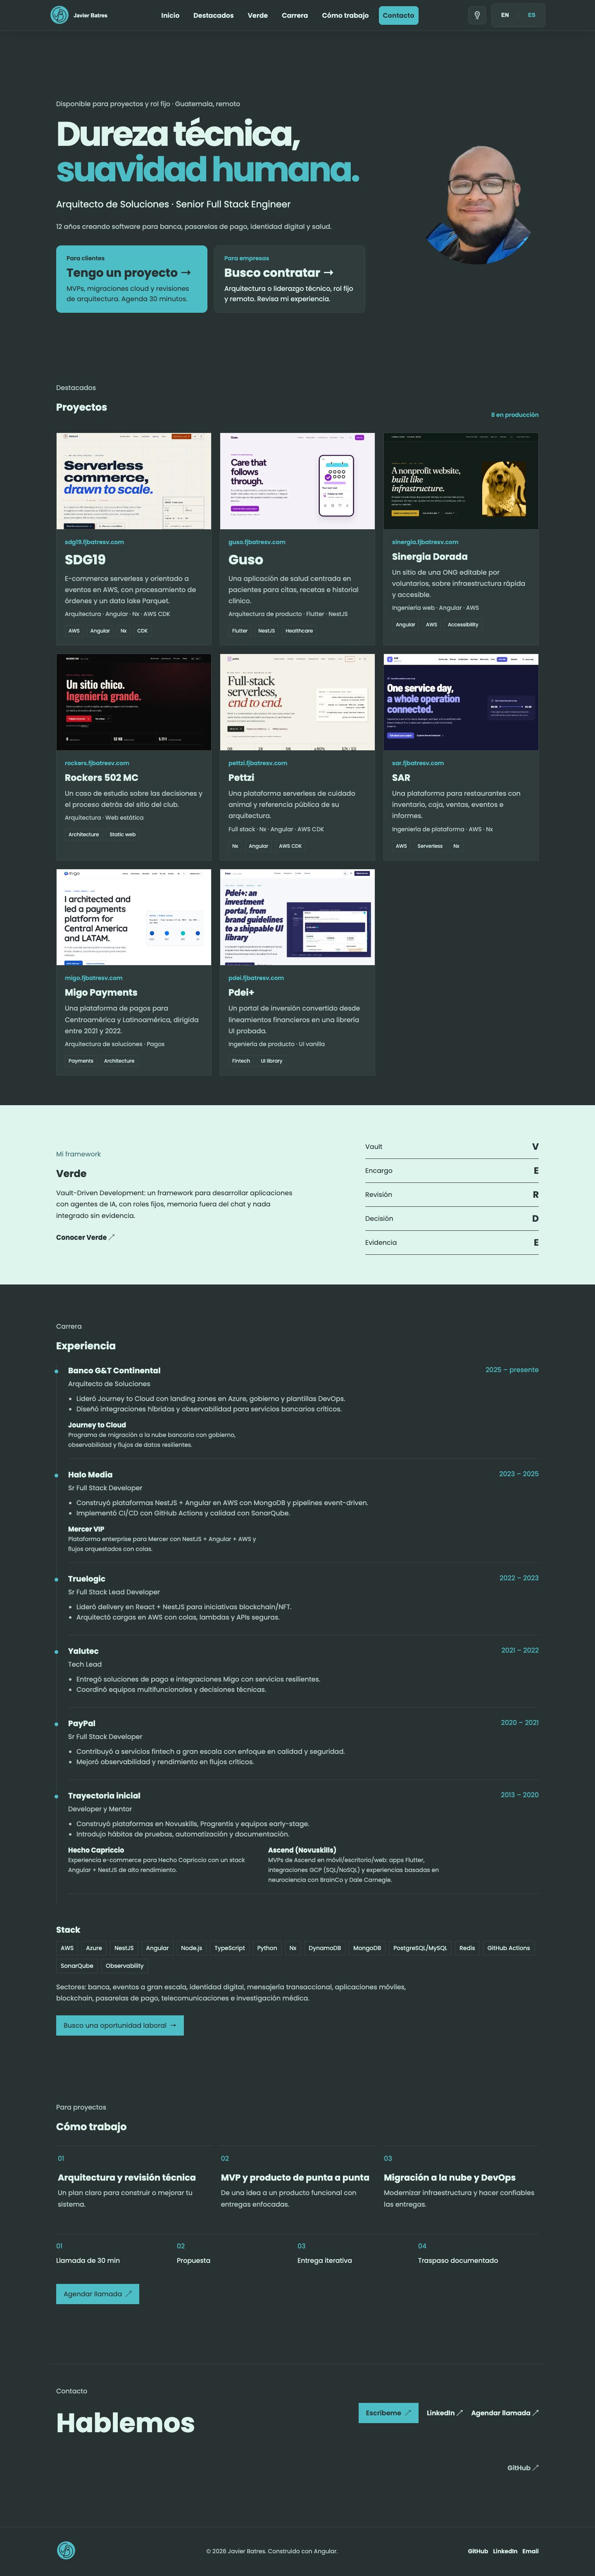 Javier Batres
Inicio
Destacados
Verde
Carrera
Cómo trabajo
Contacto
EN
ES
Disponible para proyectos y rol fijo · Guatemala, remoto
Dureza técnica,
suavidad humana.
Arquitecto de Soluciones · Senior Full Stack Engineer
12 años creando software para banca, pasarelas de pago, identidad digital y salud.
Para clientes
Tengo un proyecto →
MVPs, migraciones cloud y revisiones
de arquitectura. Agenda 30 minutos.
Para empresas
Busco contratar →
Arquitectura o liderazgo técnico, rol fijo
y remoto. Revisa mi experiencia.
Destacados
Proyectos
8 en producción
Serverless
commerce,
drawn to scale.
sdg19.fjbatresv.com
SDG19
E-commerce serverless y orientado a
eventos en AWS, con procesamiento de
órdenes y un data lake Parquet.
Arquitectura · Angular · Nx · AWS CDK
AWS
Angular
Nx
CDK
Guso
Care that
follows
through.
guso.fjbatresv.com
Guso
Una aplicación de salud centrada en
pacientes para citas, recetas e historial
clínico.
Arquitectura de producto · Flutter · NestJS
Flutter
NestJS
Healthcare
A nonprofit website,
built like
infrastructure.
sinergia.fjbatresv.com
Sinergia Dorada
Un sitio de una ONG editable por
voluntarios, sobre infraestructura rápida
y accesible.
Ingeniería web · Angular · AWS
Angular
AWS
Accessibility
Un sitio chico.
Ingeniería grande.
rockers.fjbatresv.com
Rockers 502 MC
Un caso de estudio sobre las decisiones y
el proceso detrás del sitio del club.
Arquitectura · Web estática
Architecture
Static web
Full-stack
serverless,
end to end.
pettzi.fjbatresv.com
Pettzi
Una plataforma serverless de cuidado
animal y referencia pública de su
arquitectura.
Full stack · Nx · Angular · AWS CDK
Nx
Angular
AWS CDK
One service day,
a whole operation
connected.
sar.fjbatresv.com
SAR
Una plataforma para restaurantes con
inventario, caja, ventas, eventos e
informes.
Ingeniería de plataforma · AWS · Nx
AWS
Serverless
Nx
migo
I architected and
led a payments
platform for
Central America
and LATAM.
migo.fjbatresv.com
Migo Payments
Una plataforma de pagos para
Centroamérica y Latinoamérica, dirigida
entre 2021 y 2022.
Arquitectura de soluciones · Pagos
Payments
Architecture
Pdei+: an
investment
portal, from
brand guidelines
to a shippable UI
library
pdei.fjbatresv.com
Pdei+
Un portal de inversión convertido desde
lineamientos financieros en una librería
UI probada.
Ingeniería de producto · UI vanilla
Fintech
UI library
Mi framework
Verde
Vault-Driven Development: un framework para desarrollar aplicaciones
con agentes de IA, con roles fijos, memoria fuera del chat y nada
integrado sin evidencia.
Conocer Verde ↗
Vault V
Encargo E
Revisión R
Decisión D
Evidencia E
Carrera
Experiencia
Banco G&T Continental
2025 – presente
Arquitecto de Soluciones
• Lideró Journey to Cloud con landing zones en Azure, gobierno y plantillas DevOps.
• Diseñó integraciones híbridas y observabilidad para servicios bancarios críticos.
Journey to Cloud
Programa de migración a la nube bancaria con gobierno,
observabilidad y flujos de datos resilientes.
Halo Media
2023 – 2025
Sr Full Stack Developer
• Construyó plataformas NestJS + Angular en AWS con MongoDB y pipelines event-driven.
• Implementó CI/CD con GitHub Actions y calidad con SonarQube.
Mercer VIP
Plataforma enterprise para Mercer con NestJS + Angular + AWS y
flujos orquestados con colas.
Truelogic
2022 – 2023
Sr Full Stack Lead Developer
• Lideró delivery en React + NestJS para iniciativas blockchain/NFT.
• Arquitectó cargas en AWS con colas, lambdas y APIs seguras.
Yalutec
2021 – 2022
Tech Lead
• Entregó soluciones de pago e integraciones Migo con servicios resilientes.
• Coordinó equipos multifuncionales y decisiones técnicas.
PayPal
2020 – 2021
Sr Full Stack Developer
• Contribuyó a servicios fintech a gran escala con enfoque en calidad y seguridad.
• Mejoró observabilidad y rendimiento en flujos críticos.
Trayectoria inicial
2013 – 2020
Developer y Mentor
• Construyó plataformas en Novuskills, Progrentis y equipos early-stage.
• Introdujo hábitos de pruebas, automatización y documentación.
Hecho Capriccio
Experiencia e-commerce para Hecho Capriccio con un stack
Angular + NestJS de alto rendimiento.
Ascend (Novuskills)
MVPs de Ascend en móvil/escritorio/web: apps Flutter,
integraciones GCP (SQL/NoSQL) y experiencias basadas en
neurociencia con BrainCo y Dale Carnegie.
Stack
AWS
Azure
NestJS
Angular
Node.js
TypeScript
Python
Nx
DynamoDB
MongoDB
PostgreSQL/MySQL
Redis
GitHub Actions
SonarQube
Observability
Sectores: banca, eventos a gran escala, identidad digital, mensajería transaccional, aplicaciones móviles,
blockchain, pasarelas de pago, telecomunicaciones e investigación médica.
Busco una oportunidad laboral →
Para proyectos
Cómo trabajo
01
Arquitectura y revisión técnica
Un plan claro para construir o mejorar tu
sistema.
02
MVP y producto de punta a punta
De una idea a un producto funcional con
entregas enfocadas.
03
Migración a la nube y DevOps
Modernizar infraestructura y hacer confiables
las entregas.
01
Llamada de 30 min
02
Propuesta
03
Entrega iterativa
04
Traspaso documentado
Agendar llamada ↗
Contacto
Hablemos
Escríbeme ↗
LinkedIn ↗
Agendar llamada ↗
GitHub ↗
© 2026 Javier Batres. Construido con Angular.
GitHub
LinkedIn
Email